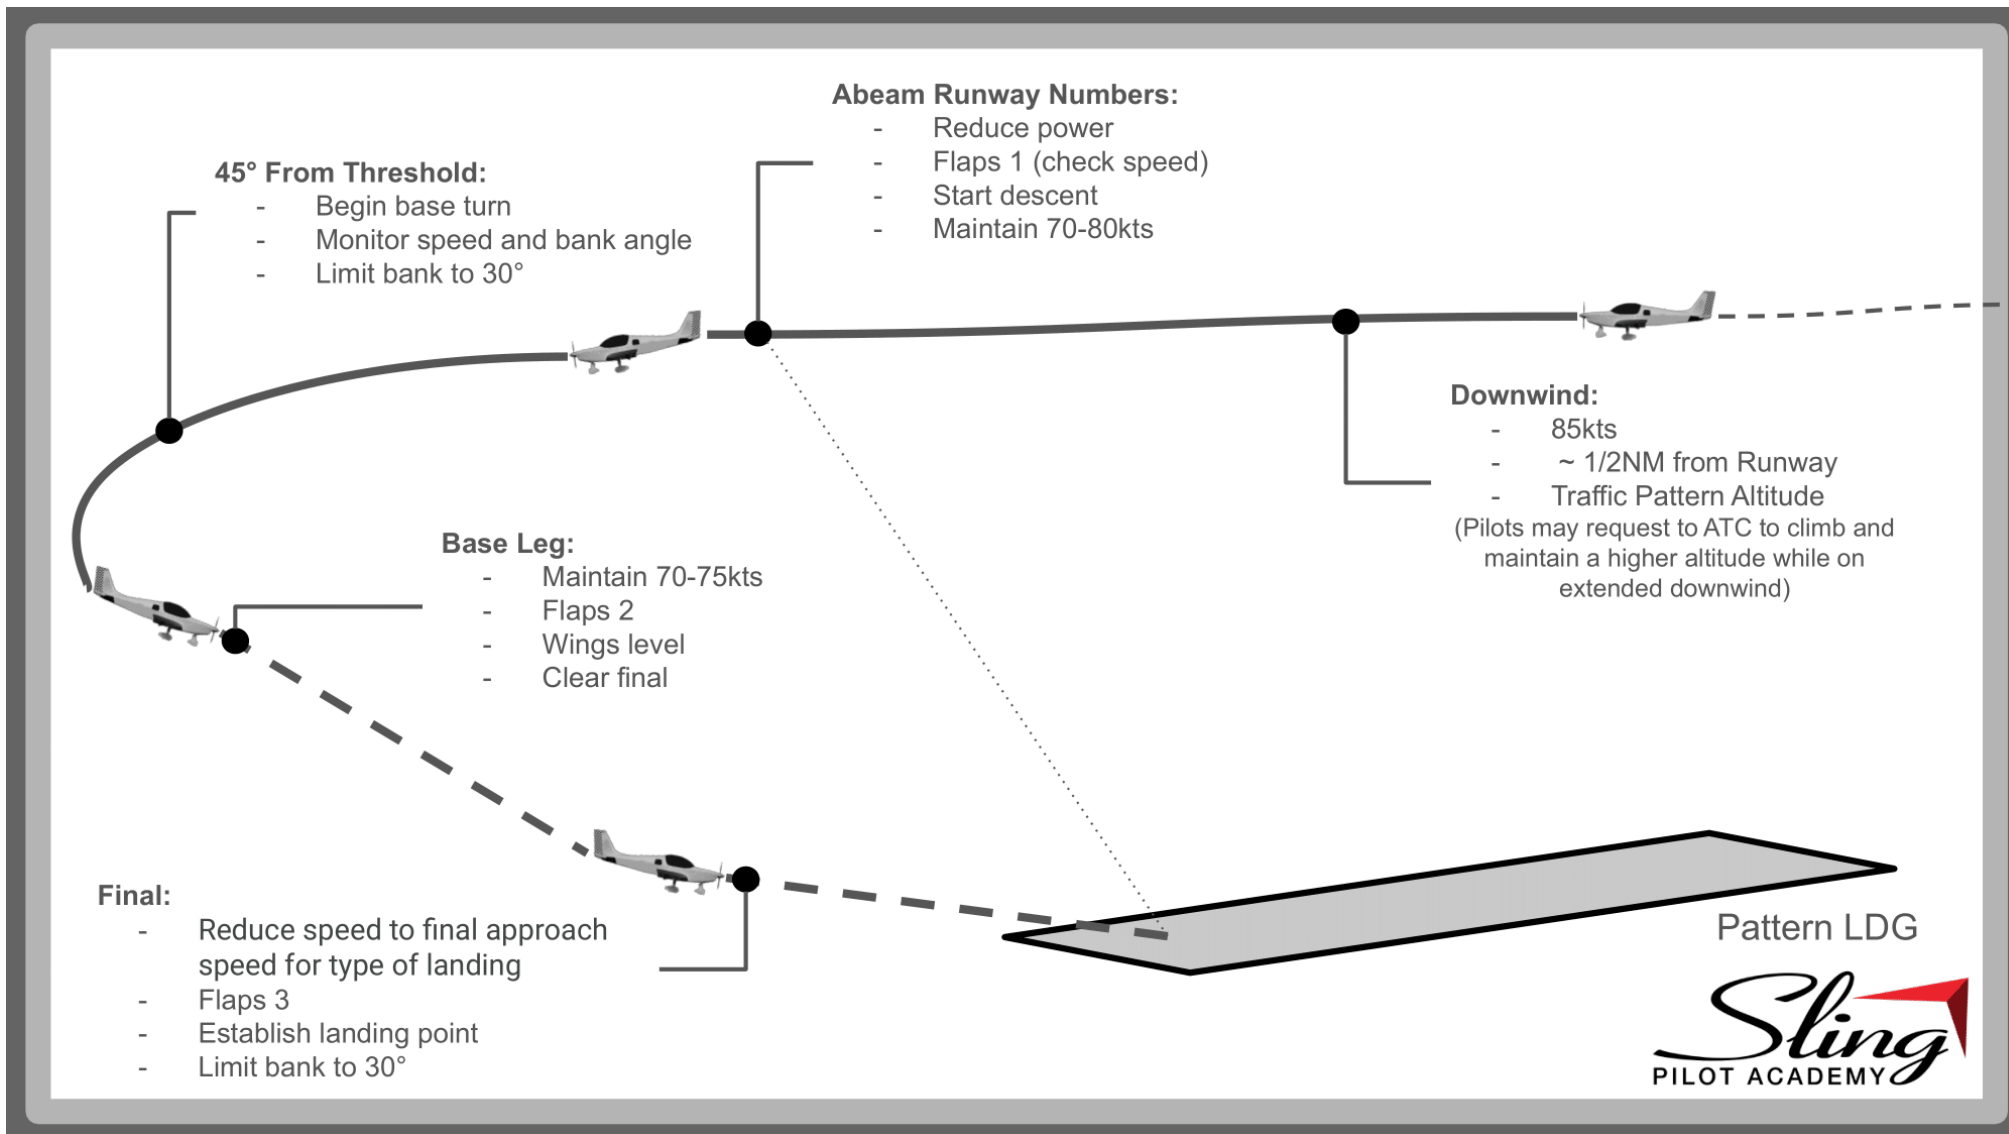 Abeam Runway Numbers:
- Reduce power
- Flaps 1 (check speed)
- Start descent
- Maintain 70-80kts
45° From Threshold:
- Begin base turn
- Monitor speed and bank angle
- Limit bank to 30°
Downwind:
- 85kts
- ~ 1/2NM from Runway
- Traffic Pattern Altitude
(Pilots may request to ATC to climb and
maintain a higher altitude while on
extended downwind)
Base Leg:
- Maintain 70-75kts
- Flaps 2
- Wings level
- Clear final
Final:
- Reduce speed to final approach
speed for type of landing
- Flaps 3
- Establish landing point
- Limit bank to 30°
Pattern LDG
Sling
PILOT ACADEMY